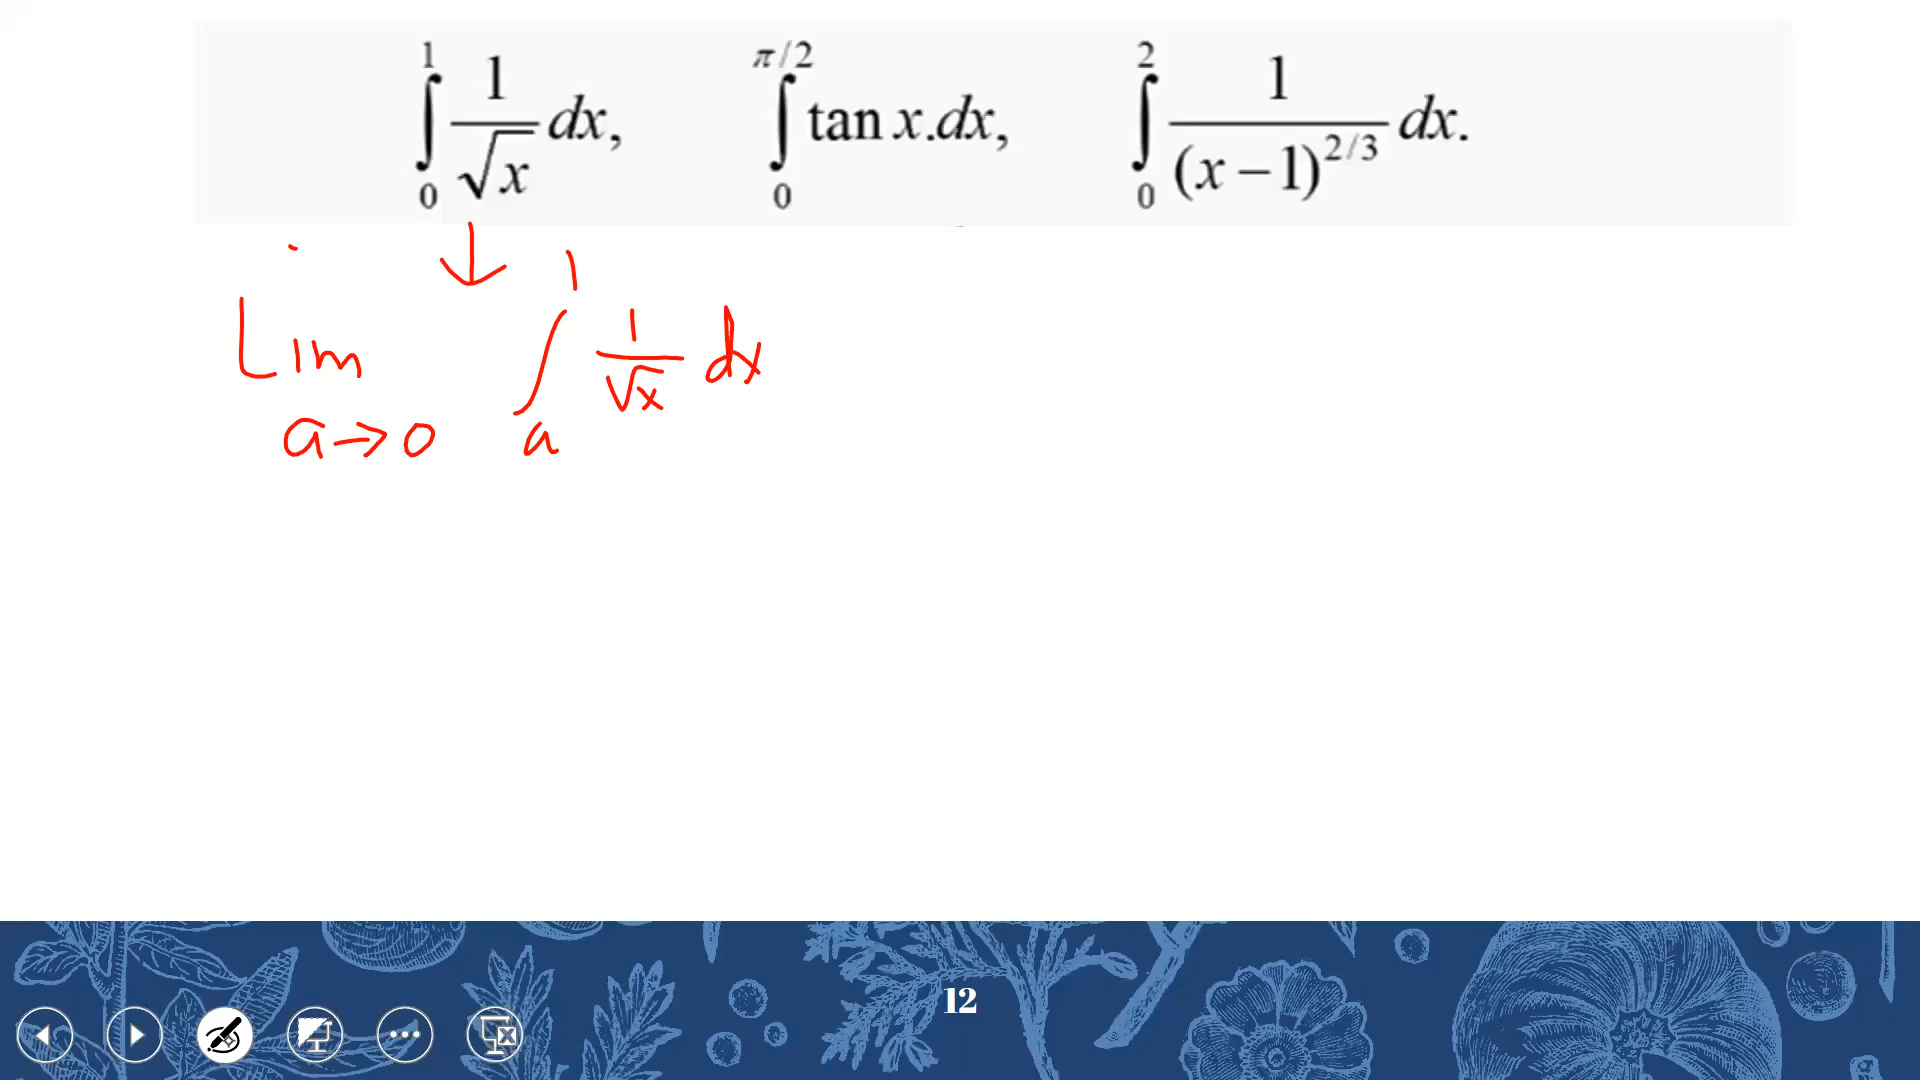 ∫₀¹ 1/√x dx, ∫₀^(π/2) tan x.dx, ∫₀² 1/(x – 1)^(2/3) dx.
Lim a→0 ∫ₐ¹ 1/√x dx
12